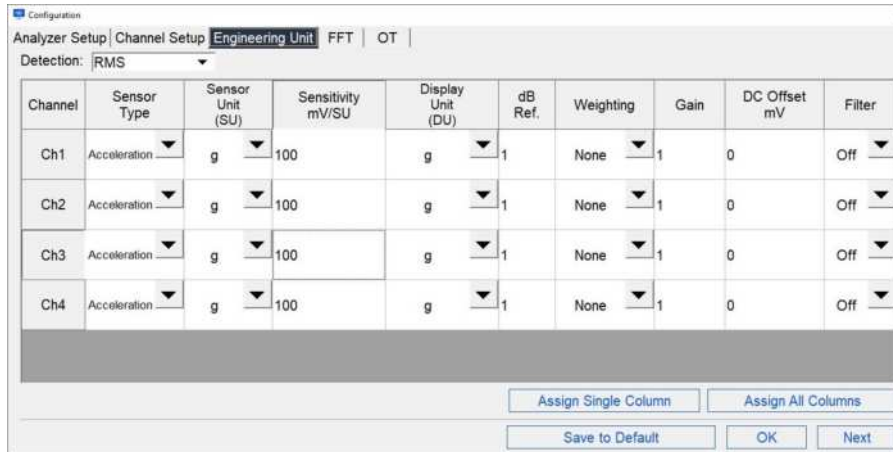 Configuration
Analyzer Setup Channel Setup Engineering Unit FFT OT
Detection: RMS
Channel Sensor Type Sensor Unit (SU) Sensitivity mV/SU Display Unit (DU) dB Ref. Weighting Gain DC Offset mV Filter
Ch1 Acceleration g 100 g 1 None 1 0 Off
Ch2 Acceleration g 100 g 1 None 1 0 Off
Ch3 Acceleration g 100 g 1 None 1 0 Off
Ch4 Acceleration g 100 g 1 None 1 0 Off
Assign Single Column Assign All Columns
Save to Default OK Next